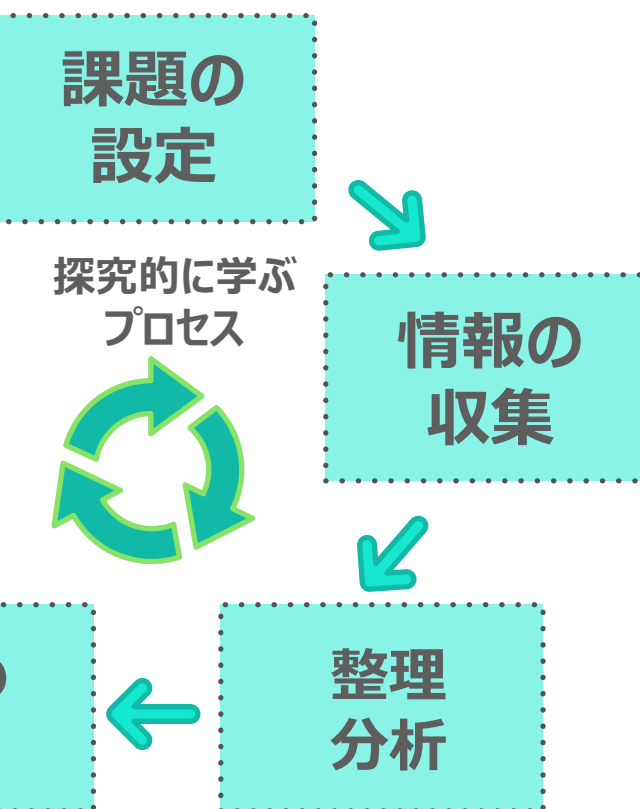 課題の
設定
探究的に学ぶ
プロセス
情報の
収集
整理
分析